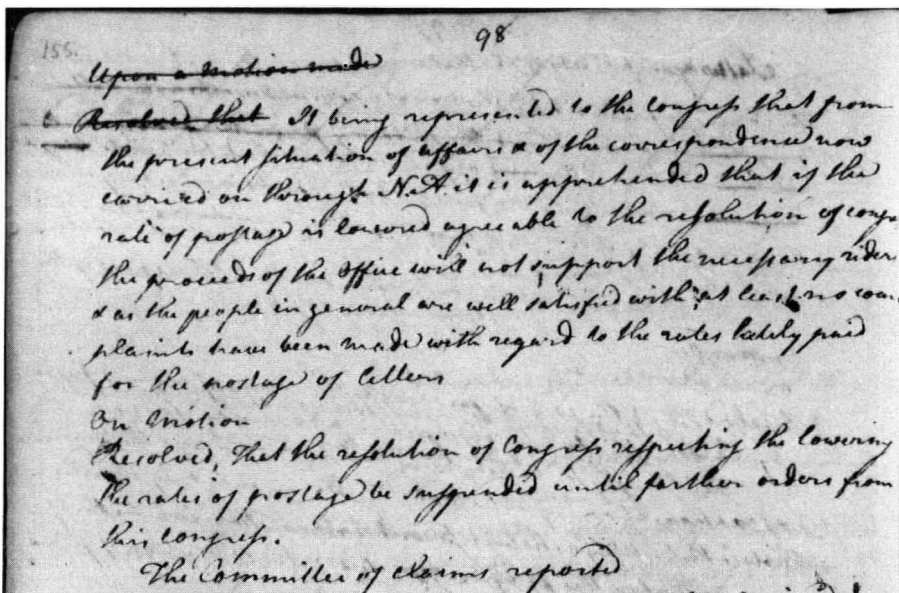 98
155.
Upon a motion made
Resolved that It being represented to the Congress that from
the present situation of affairs & of the correspondence now
carried on through N.A. it is apprehended that if the
rate of postage is lowered agreeable to the resolution of congre
the proceeds of the office will not support the necessary rider
& as the people in general are well satisfied with, at least no com
plaints have been made with regard to the rates lately paid
for the postage of letters
On motion
Resolved, That the resolution of Congress respecting the lowering
the rates of postage be suspended until farther orders from
this congress.
The Committee of Claims reported